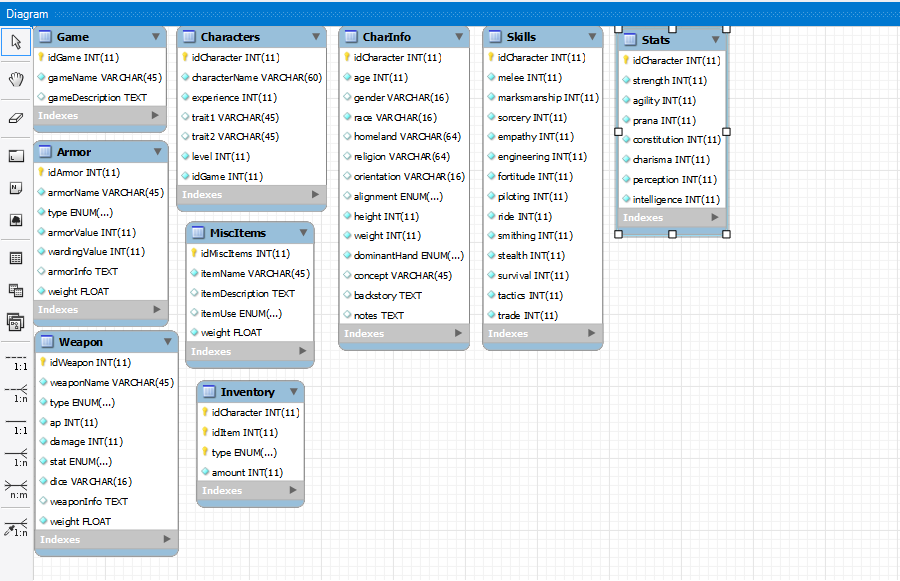 Diagram
Game
idGame INT(11)
gameName VARCHAR(45)
gameDescription TEXT
Indexes
Armor
idArmor INT(11)
armorName VARCHAR(45)
type ENUM(...)
armorValue INT(11)
wardingValue INT(11)
armorInfo TEXT
weight FLOAT
Indexes
Weapon
idWeapon INT(11)
weaponName VARCHAR(45)
type ENUM(...)
ap INT(11)
damage INT(11)
stat ENUM(...)
dice VARCHAR(16)
weaponInfo TEXT
weight FLOAT
Indexes
Characters
idCharacter INT(11)
characterName VARCHAR(60)
experience INT(11)
trait1 VARCHAR(45)
trait2 VARCHAR(45)
level INT(11)
idGame INT(11)
Indexes
MiscItems
idMiscItems INT(11)
itemName VARCHAR(45)
itemDescription TEXT
itemUse ENUM(...)
weight FLOAT
Indexes
Inventory
idCharacter INT(11)
idItem INT(11)
type ENUM(...)
amount INT(11)
Indexes
CharInfo
idCharacter INT(11)
age INT(11)
gender VARCHAR(16)
race VARCHAR(16)
homeland VARCHAR(64)
religion VARCHAR(64)
orientation VARCHAR(16)
alignment ENUM(...)
height INT(11)
weight INT(11)
dominantHand ENUM(...)
concept VARCHAR(45)
backstory TEXT
notes TEXT
Indexes
Skills
idCharacter INT(11)
melee INT(11)
marksmanship INT(11)
sorcery INT(11)
empathy INT(11)
engineering INT(11)
fortitude INT(11)
piloting INT(11)
ride INT(11)
smithing INT(11)
stealth INT(11)
survival INT(11)
tactics INT(11)
trade INT(11)
Indexes
Stats
idCharacter INT(11)
strength INT(11)
agility INT(11)
prana INT(11)
constitution INT(11)
charisma INT(11)
perception INT(11)
intelligence INT(11)
Indexes
1:1
1:n
1:1
1:n
n:m
1:n